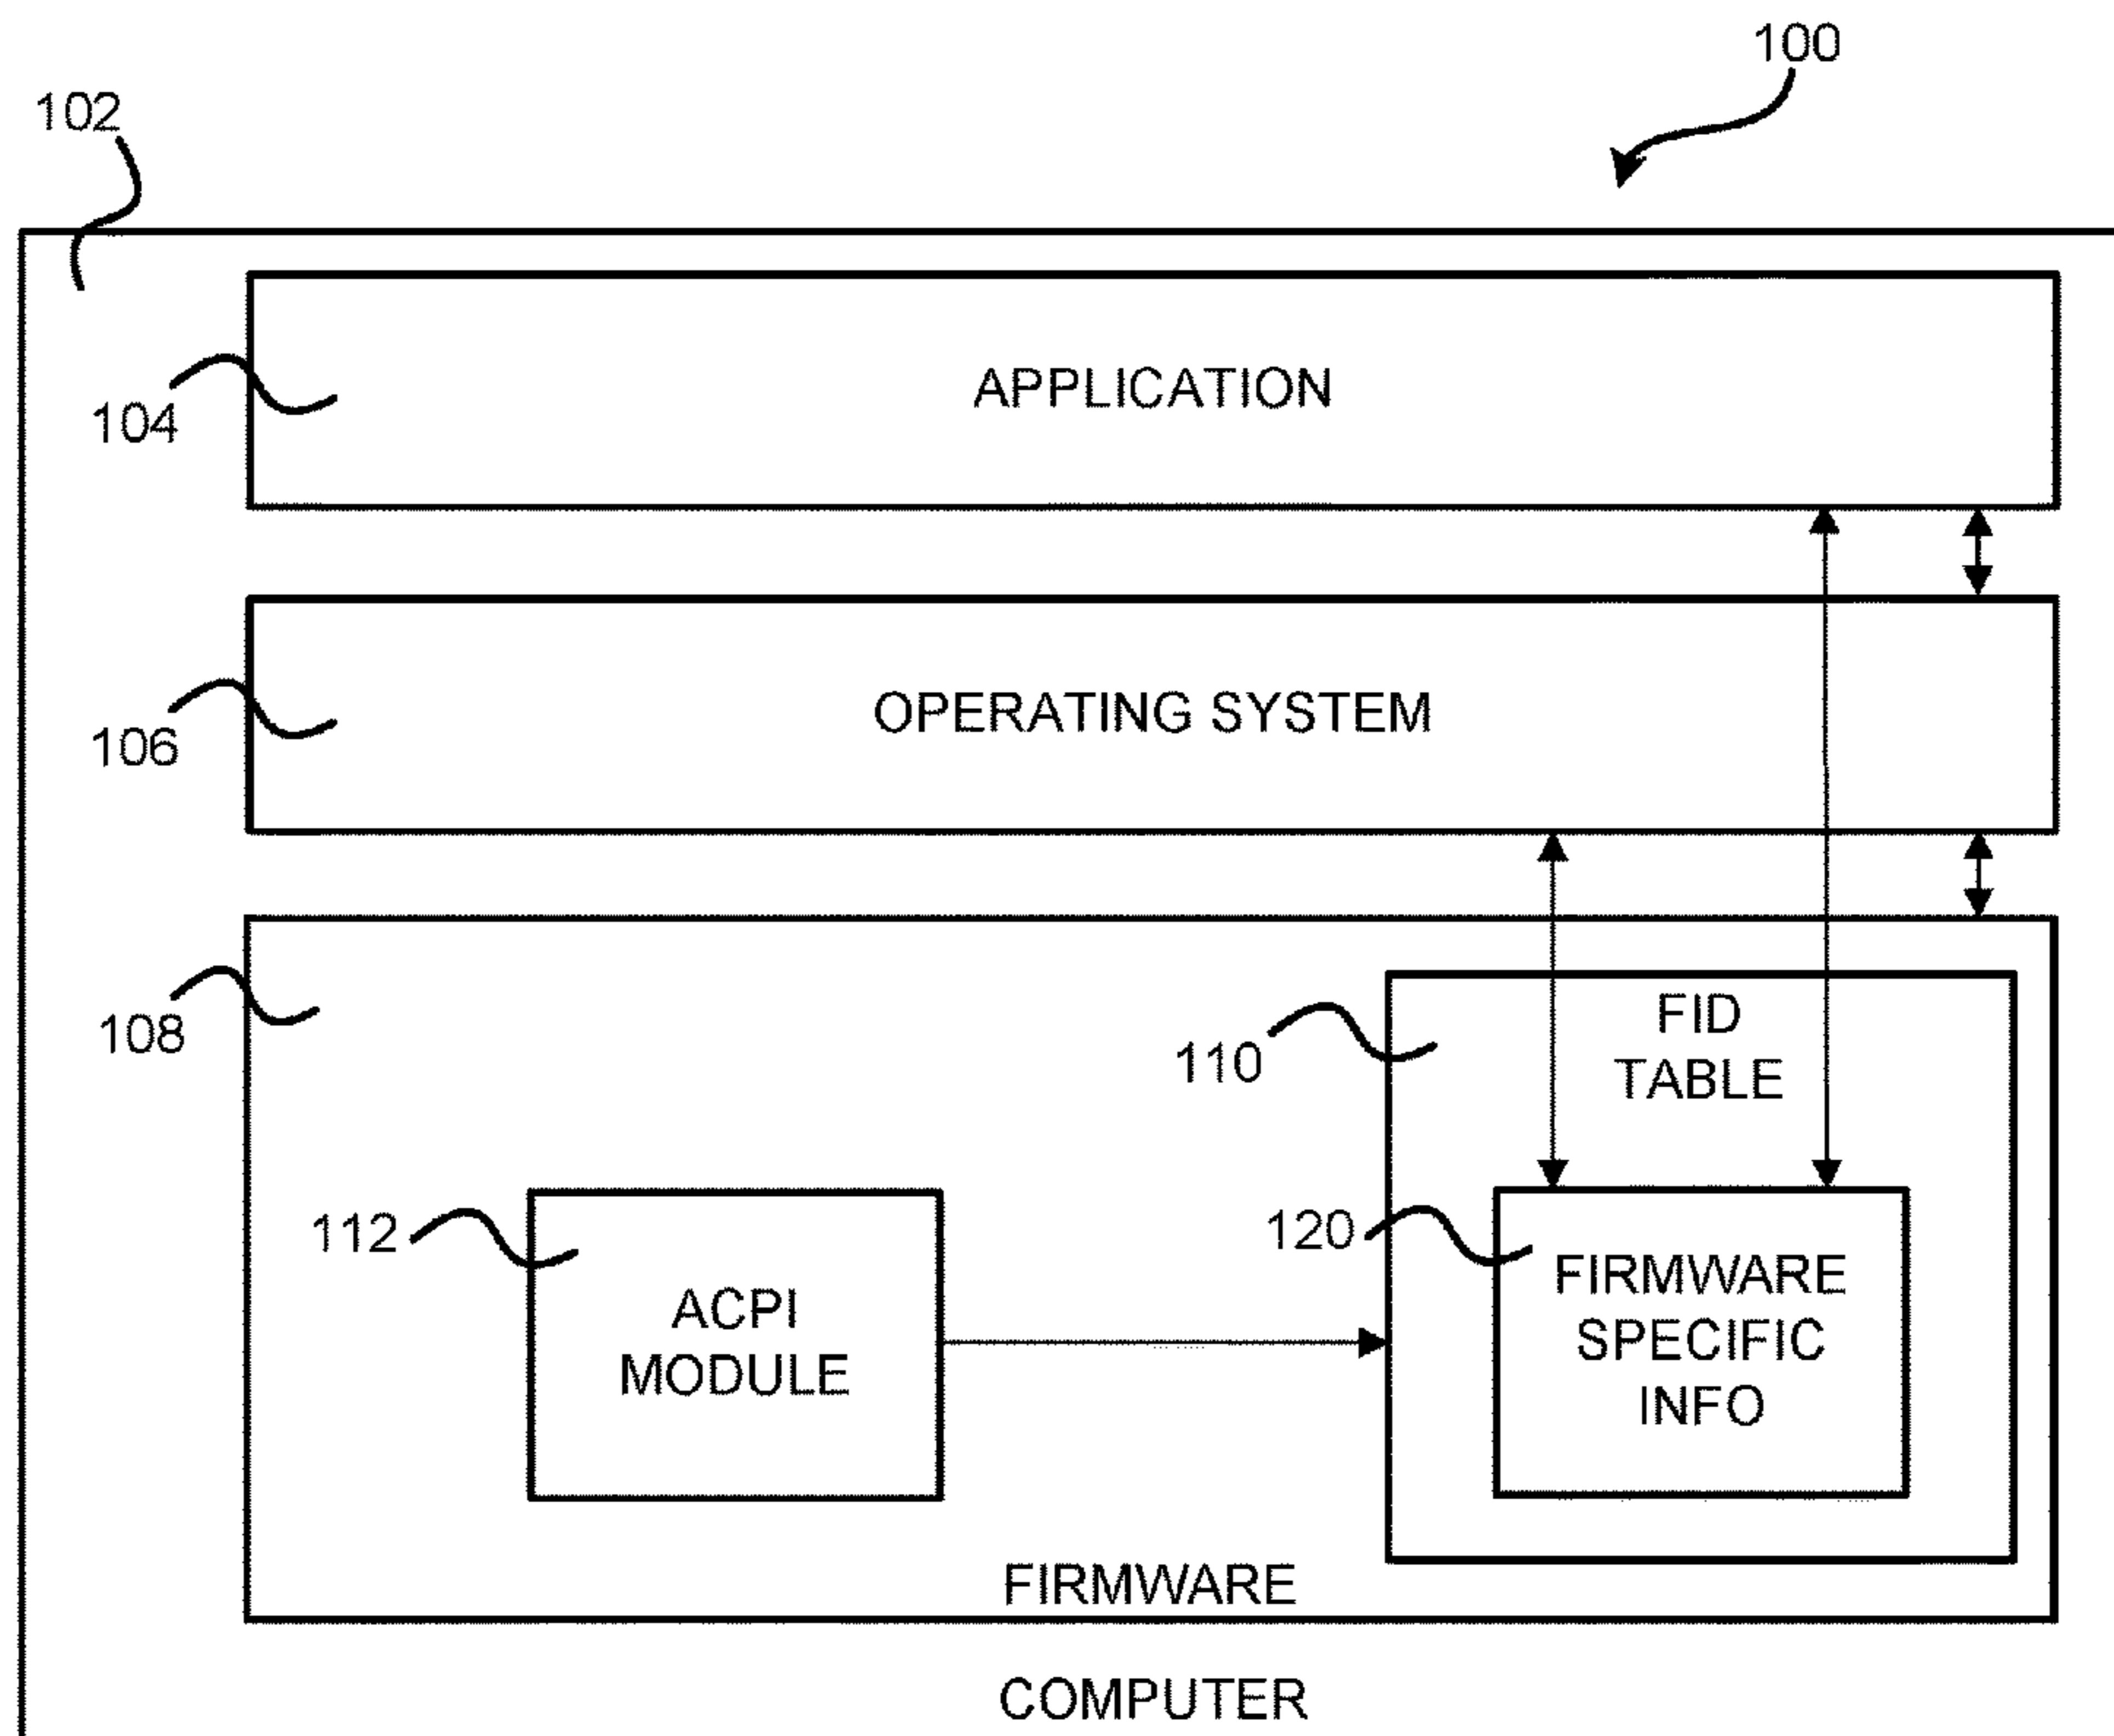 100
102
APPLICATION
104
OPERATING SYSTEM
106
FID
TABLE
108
110
112
120
FIRMWARE
SPECIFIC
INFO
ACPI
MODULE
FIRMWARE
COMPUTER